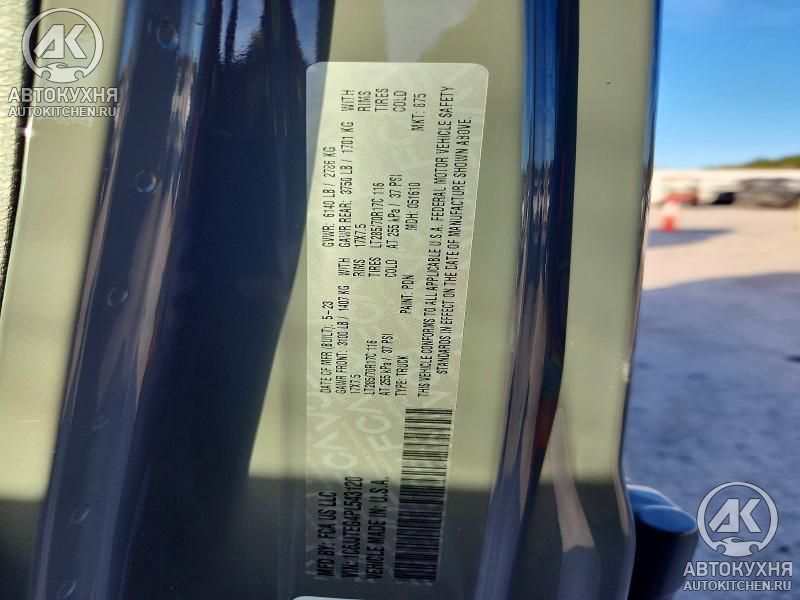 АК
АВТОКУХНЯ
AUTOKITCHEN.RU
MFD BY: FCA US LLC
VIN: 1C6JJTEG4PL543120
VEHICLE MADE IN: U.S.A.
DATE OF MFR (BUILT): 5-23 GVWR: 6140 LB / 2786 KG
GAWR FRONT: 3100 LB / 1407 KG WITH GAWR REAR: 3750 LB / 1701 KG WITH
17X7.5 RIMS 17X7.5 RIMS
LT285/70R17C 116 TIRES LT285/70R17C 116 TIRES
AT 255 kPa / 37 PSI COLD AT 255 kPa / 37 PSI COLD
TYPE: TRUCK PAINT: PDN MDH: 051610 MKT: 875
THIS VEHICLE CONFORMS TO ALL APPLICABLE U.S.A. FEDERAL MOTOR VEHICLE SAFETY
STANDARDS IN EFFECT ON THE DATE OF MANUFACTURE SHOWN ABOVE.
АК
АВТОКУХНЯ
AUTOKITCHEN.RU